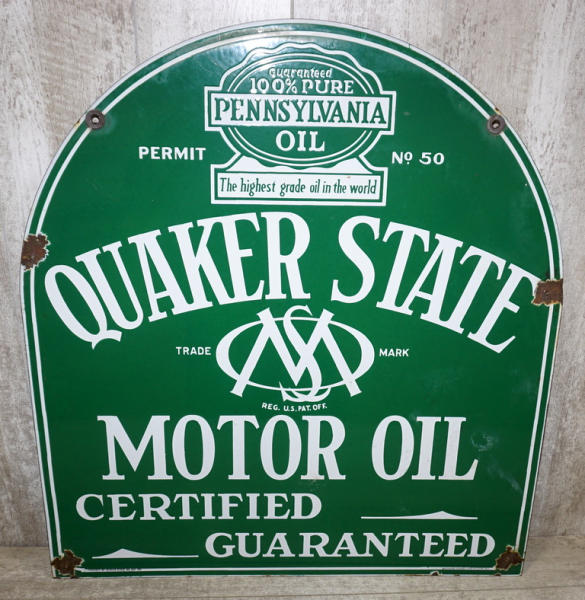 Guaranteed
100% PURE
PENNSYLVANIA
OIL
PERMIT Nº 50
The highest grade oil in the world
QUAKER STATE
TRADE MARK
REG. U.S. PAT. OFF.
MOTOR OIL
CERTIFIED
GUARANTEED